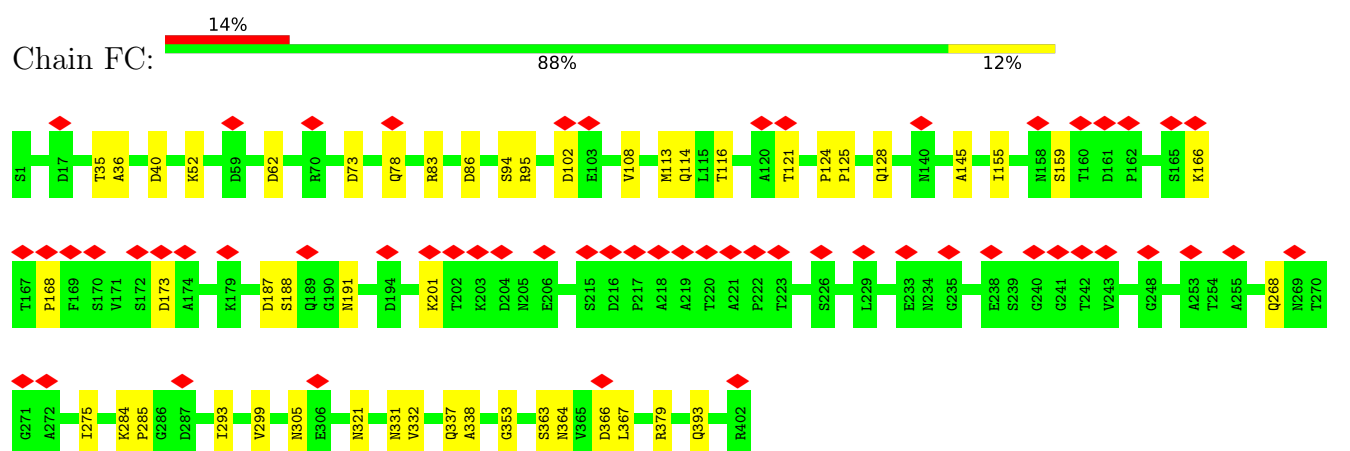 14%
Chain FC:
88% 12%
S1 D17 T35 A36 D40 K52 D59 D62 R70 D73 Q78 R83 D86 S94 R95 D102 E103 V108 M113 Q114 L115 T116 A120 T121 P124 P125 Q128 N140 A145 I155 N158 S159 T160 D161 P162 S165 K166
T167 P168 F169 S170 V171 S172 D173 A174 K179 D187 S188 Q189 G190 N191 D194 K201 T202 K203 D204 N205 E206 S215 D216 P217 A218 A219 T220 A221 P222 T223 S226 L229 E233 N234 G235 E238 S239 G240 G241 T242 V243 G248 A253 T254 A255 Q268 N269 T270
G271 A272 I275 K284 P285 G286 D287 I293 V299 N305 E306 N321 N331 V332 Q337 A338 G353 S363 N364 V365 D366 L367 R379 Q393 R402